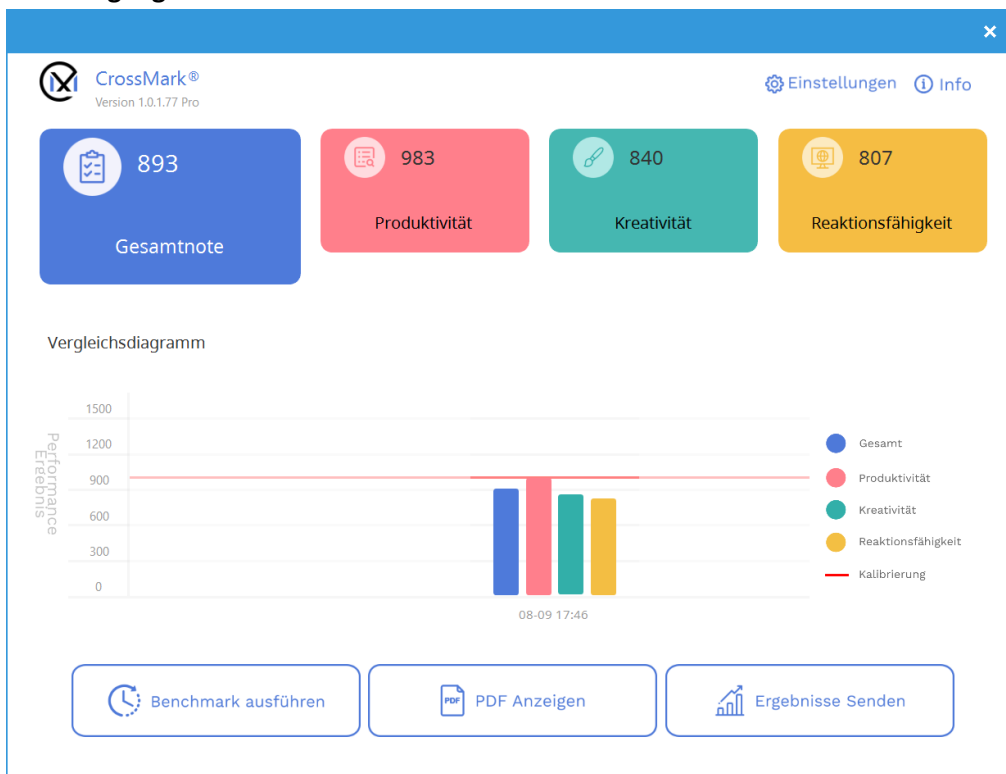 ×
CrossMark®
Version 1.0.1.77 Pro
Einstellungen
Info
893
Gesamtnote
983
Produktivität
840
Kreativität
807
Reaktionsfähigkeit
Vergleichsdiagramm
Performance
Ergebnis
1500
1200
900
600
300
0
08-09 17:46
Gesamt
Produktivität
Kreativität
Reaktionsfähigkeit
Kalibrierung
Benchmark ausführen
PDF
PDF Anzeigen
Ergebnisse Senden